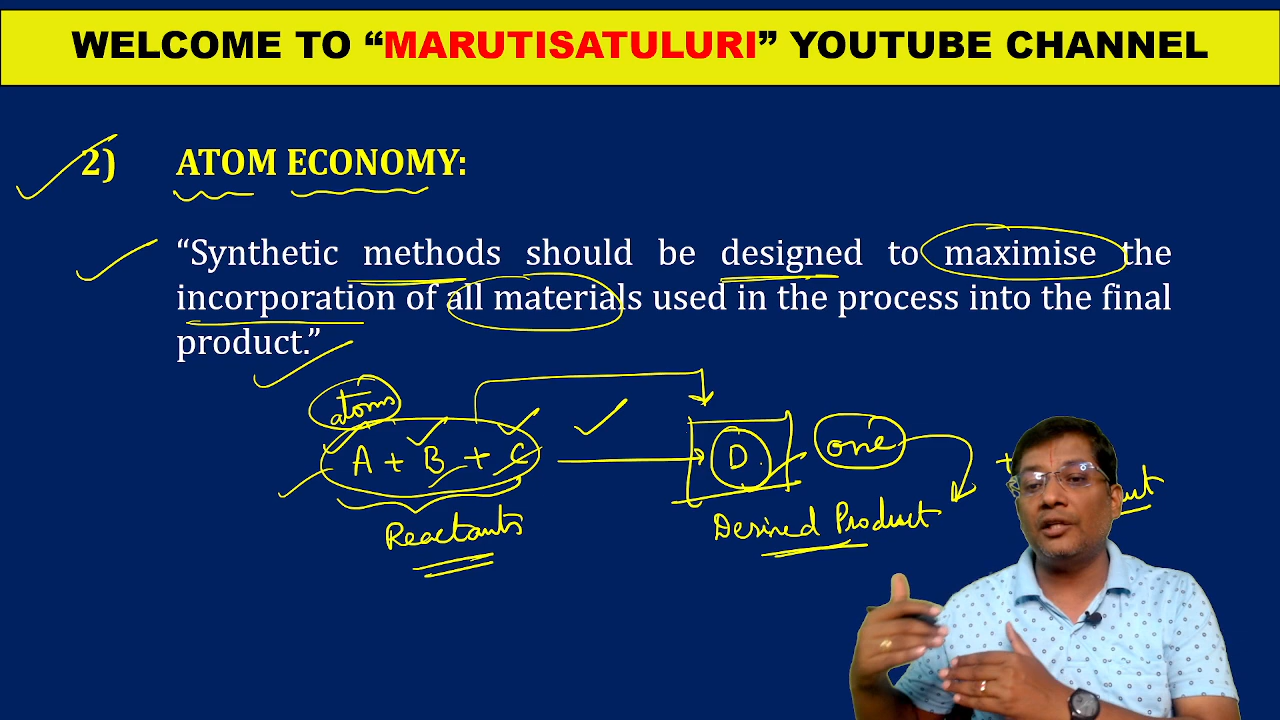 WELCOME TO “MARUTISATULURI” YOUTUBE CHANNEL
2) ATOM ECONOMY:
“Synthetic methods should be designed to maximise the
incorporation of all materials used in the process into the final
product.”
atoms
A + B + C → D one +
Reactants
Desired Product